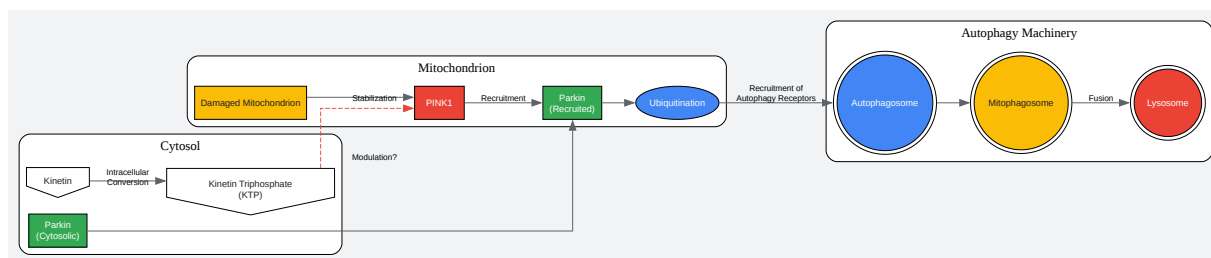 Autophagy Machinery
Mitochondrion
Damaged Mitochondrion
Stabilization
PINK1
Recruitment
Parkin
(Recruited)
Ubiquitination
Recruitment of
Autophagy Receptors
Autophagosome
Mitophagosome
Fusion
Lysosome
Cytosol
Modulation?
Kinetin
Intracellular
Conversion
Kinetin Triphosphate
(KTP)
Parkin
(Cytosolic)